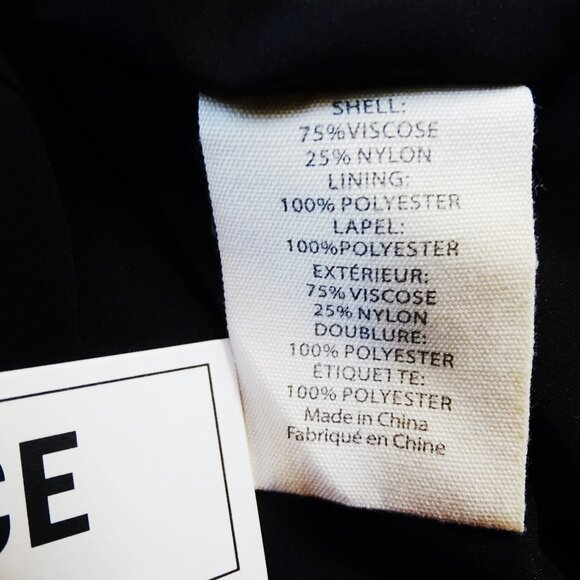 SHELL:
75%VISCOSE
25% NYLON
LINING:
100% POLYESTER
LAPEL:
100%POLYESTER
EXTÉRIEUR:
75% VISCOSE
25% NYLON
DOUBLURE:
100% POLYESTER
ÉTIQUETTE:
100% POLYESTER
Made in China
Fabriqué en Chine
CE